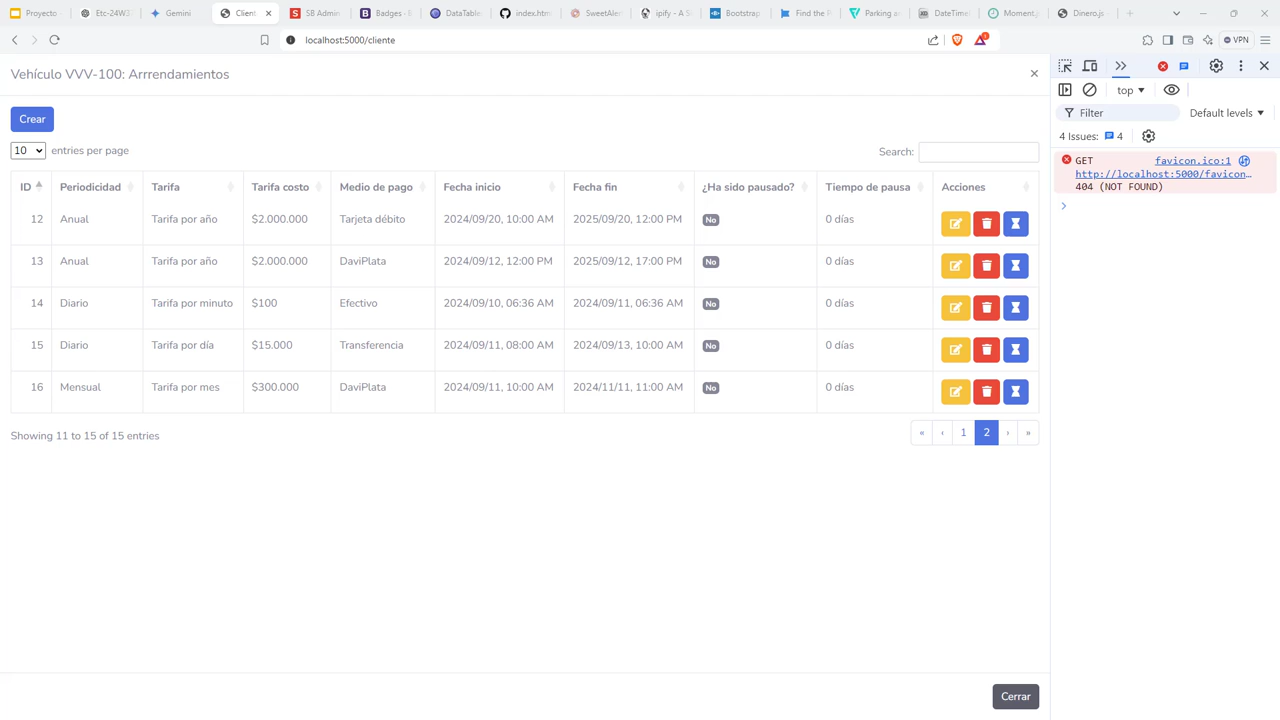 Proyecto
Etc-24W3
Gemini
Client
SB Admin
Badges · B
DataTable
index.htm
SweetAler
ipify - A S
Bootstrap
Find the P
Parking an
DateTime
Moment.j
Dinero.js
localhost:5000/cliente
VPN
Vehículo VVV-100: Arrrendamientos
top
Filter
Default levels
4 Issues: 4
GET favicon.ico:1
http://localhost:5000/favicon…
404 (NOT FOUND)
Crear
10 entries per page
Search:
ID Periodicidad Tarifa Tarifa costo Medio de pago Fecha inicio Fecha fin ¿Ha sido pausado? Tiempo de pausa Acciones
12 Anual Tarifa por año $2.000.000 Tarjeta débito 2024/09/20, 10:00 AM 2025/09/20, 12:00 PM No 0 días
13 Anual Tarifa por año $2.000.000 DaviPlata 2024/09/12, 12:00 PM 2025/09/12, 17:00 PM No 0 días
14 Diario Tarifa por minuto $100 Efectivo 2024/09/10, 06:36 AM 2024/09/11, 06:36 AM No 0 días
15 Diario Tarifa por día $15.000 Transferencia 2024/09/11, 08:00 AM 2024/09/13, 10:00 AM No 0 días
16 Mensual Tarifa por mes $300.000 DaviPlata 2024/09/11, 10:00 AM 2024/11/11, 11:00 AM No 0 días
Showing 11 to 15 of 15 entries
« ‹ 1 2 › »
Cerrar